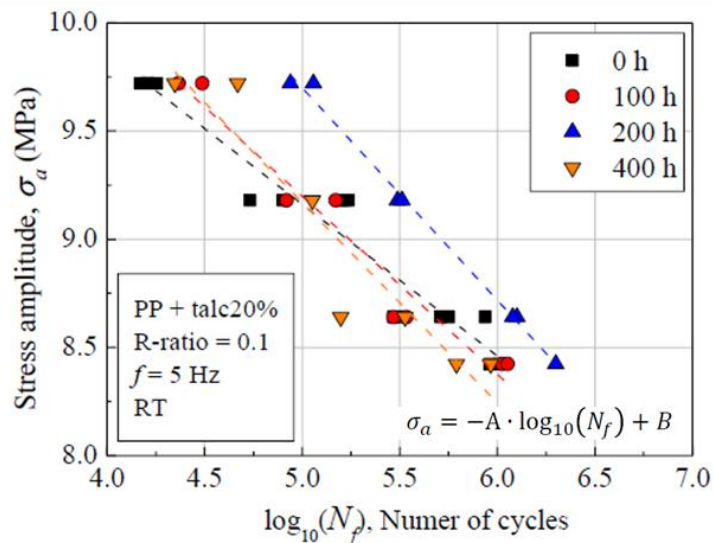 10.0
9.5
9.0
8.5
8.0
Stress amplitude, σₐ (MPa)
0 h
100 h
200 h
400 h
PP + talc20%
R-ratio = 0.1
f = 5 Hz
RT
σₐ = −A · log₁₀(N_f) + B
4.0 4.5 5.0 5.5 6.0 6.5 7.0
log₁₀(N_f), Numer of cycles